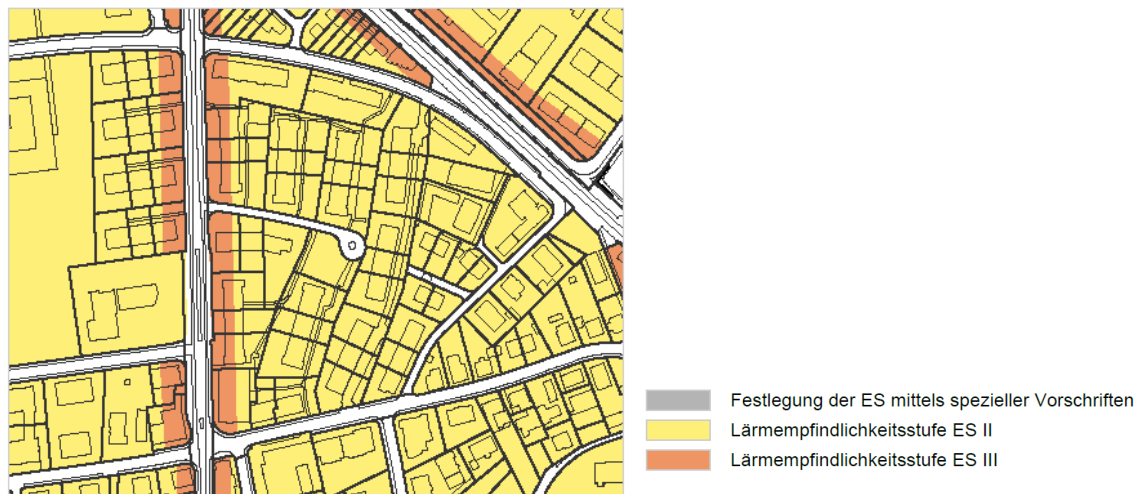 Festlegung der ES mittels spezieller Vorschriften
Lärmempfindlichkeitsstufe ES II
Lärmempfindlichkeitsstufe ES III